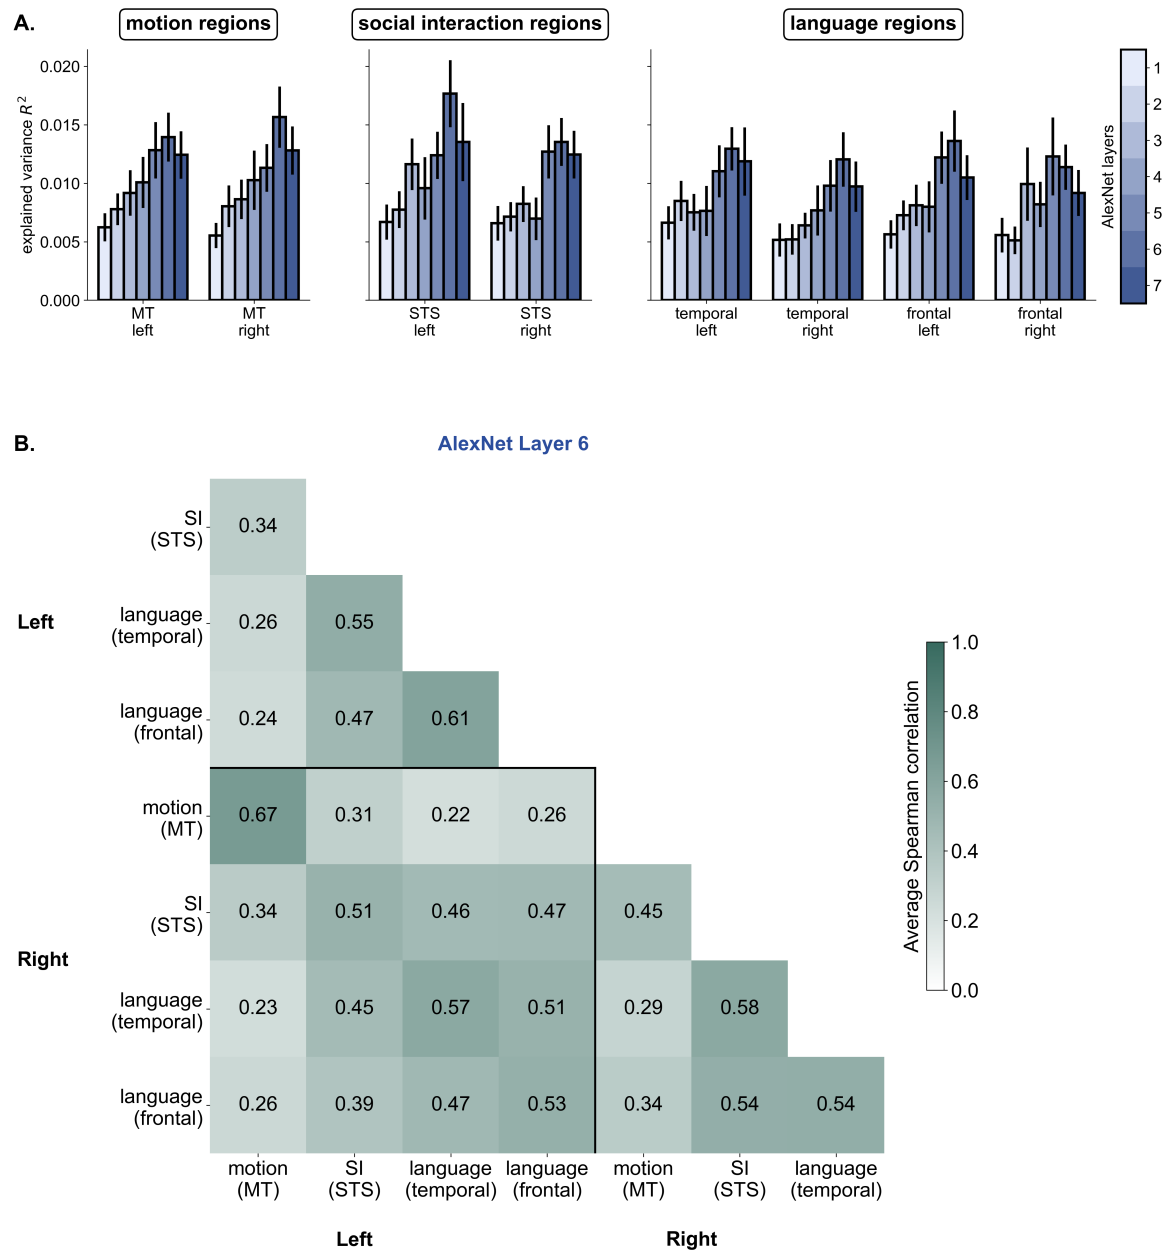 A.
motion regions
social interaction regions
language regions
explained variance R²
0.020
0.015
0.010
0.005
0.000
MT
left
MT
right
STS
left
STS
right
temporal
left
temporal
right
frontal
left
frontal
right
AlexNet layers
1
2
3
4
5
6
7
B.
AlexNet Layer 6
Left
Right
SI
(STS)
0.34
language
(temporal)
0.26 0.55
language
(frontal)
0.24 0.47 0.61
motion
(MT)
0.67 0.31 0.22 0.26
SI
(STS)
0.34 0.51 0.46 0.47 0.45
language
(temporal)
0.23 0.45 0.57 0.51 0.29 0.58
language
(frontal)
0.26 0.39 0.47 0.53 0.34 0.54 0.54
motion
(MT)
SI
(STS)
language
(temporal)
language
(frontal)
motion
(MT)
SI
(STS)
language
(temporal)
Left
Right
Average Spearman correlation
1.0
0.8
0.6
0.4
0.2
0.0